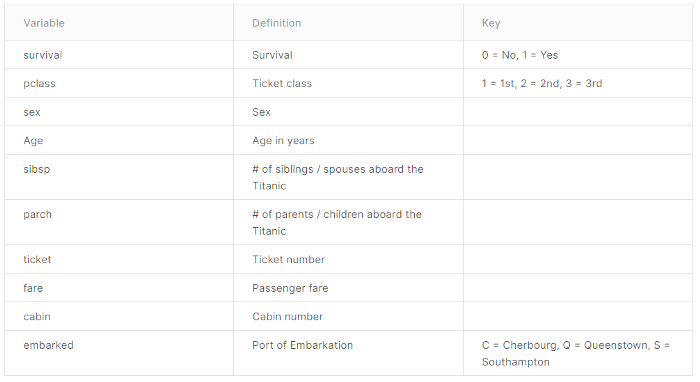 Variable Definition Key
survival Survival 0 = No, 1 = Yes
pclass Ticket class 1 = 1st, 2 = 2nd, 3 = 3rd
sex Sex
Age Age in years
sibsp # of siblings / spouses aboard the
Titanic
parch # of parents / children aboard the
Titanic
ticket Ticket number
fare Passenger fare
cabin Cabin number
embarked Port of Embarkation C = Cherbourg, Q = Queenstown, S =
Southampton